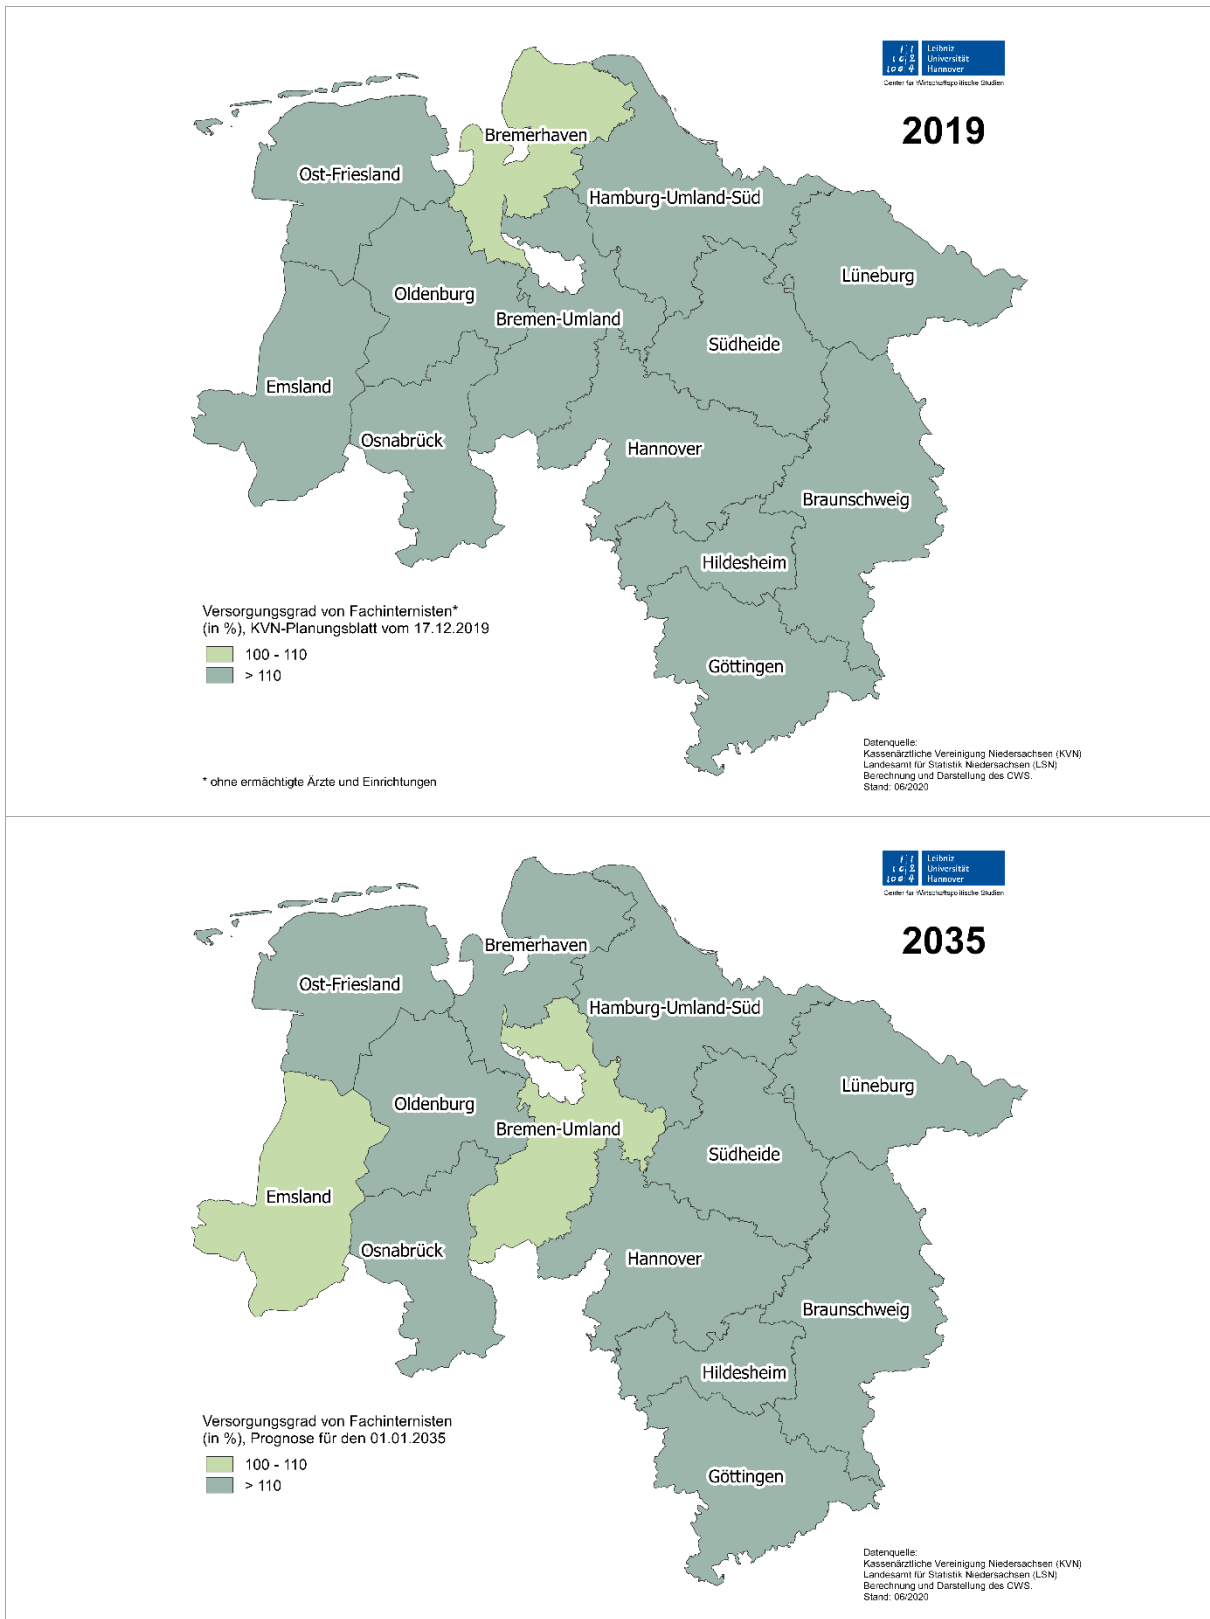 Leibniz
Universität
Hannover
Center für Wirtschaftspolitische Studien
2019
Bremerhaven
Ost-Friesland
Hamburg-Umland-Süd
Lüneburg
Oldenburg
Bremen-Umland
Südheide
Emsland
Osnabrück
Hannover
Braunschweig
Hildesheim
Göttingen
Versorgungsgrad von Fachinternisten*
(in %), KVN-Planungsblatt vom 17.12.2019
100 - 110
> 110
* ohne ermächtigte Ärzte und Einrichtungen
Datenquelle:
Kassenärztliche Vereinigung Niedersachsen (KVN)
Landesamt für Statistik Niedersachsen (LSN)
Berechnung und Darstellung des CWS.
Stand: 06/2020
Leibniz
Universität
Hannover
Center für Wirtschaftspolitische Studien
2035
Bremerhaven
Ost-Friesland
Hamburg-Umland-Süd
Lüneburg
Oldenburg
Bremen-Umland
Südheide
Emsland
Osnabrück
Hannover
Braunschweig
Hildesheim
Göttingen
Versorgungsgrad von Fachinternisten
(in %), Prognose für den 01.01.2035
100 - 110
> 110
Datenquelle:
Kassenärztliche Vereinigung Niedersachsen (KVN)
Landesamt für Statistik Niedersachsen (LSN)
Berechnung und Darstellung des CWS.
Stand: 06/2020